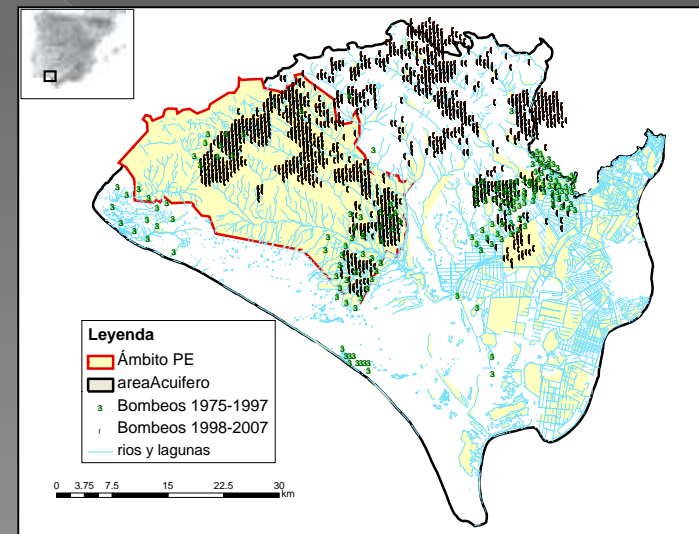 Leyenda
Ámbito PE
areaAcuifero
3 Bombeos 1975-1997
Bombeos 1998-2007
rios y lagunas
0 3.75 7.5 15 22.5 30
km